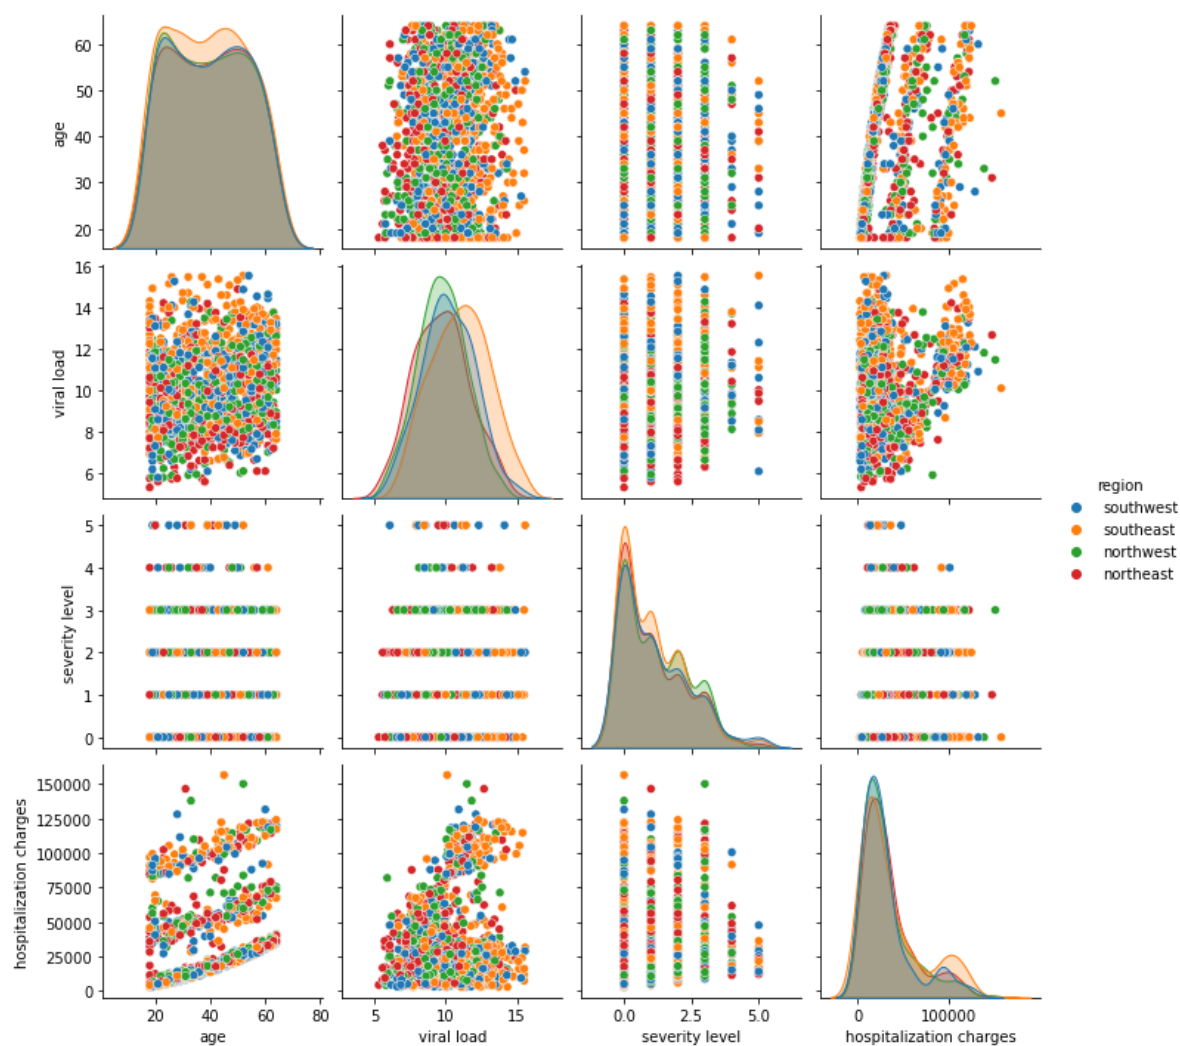 60
50
40
30
20
age
16
14
12
10
8
6
viral load
region
southwest
southeast
northwest
northeast
5
4
3
2
1
0
severity level
150000
125000
100000
75000
50000
25000
0
hospitalization charges
20 40 60 80
5 10 15
0.0 2.5 5.0
0 100000
age
viral load
severity level
hospitalization charges